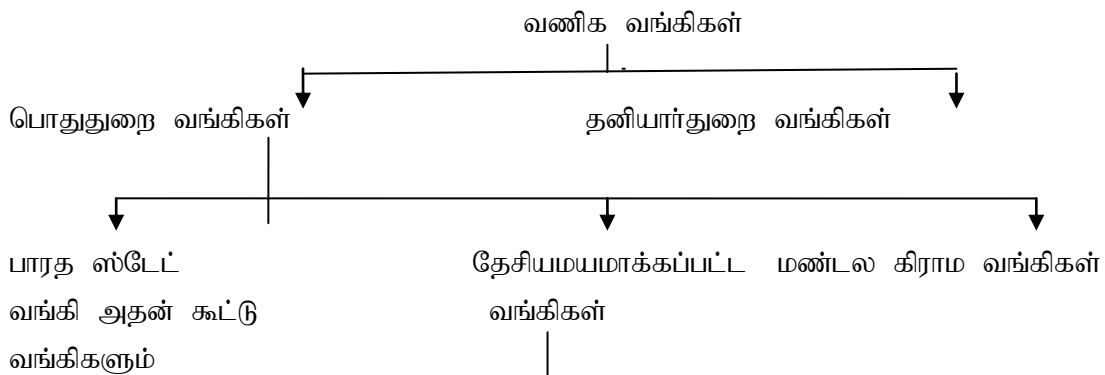 வணிக வங்கிகள்
பொதுதுறை வங்கிகள் தனியார்துறை வங்கிகள்
பாரத ஸ்டேட் தேசியமயமாக்கப்பட்ட மண்டல கிராம வங்கிகள்
வங்கி அதன் கூட்டு வங்கிகள்
வங்கிகளும்